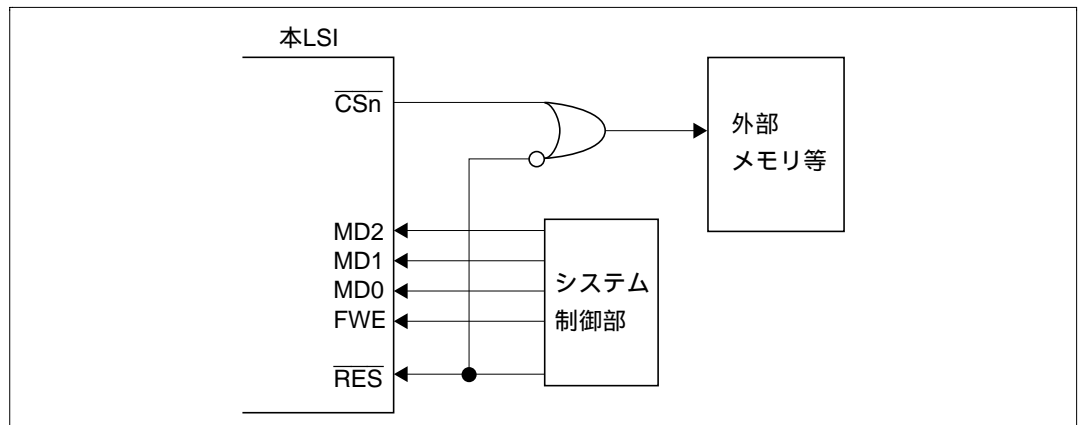 本LSI
CSn
外部
メモリ等
MD2
MD1
MD0
FWE
RES
システム
制御部